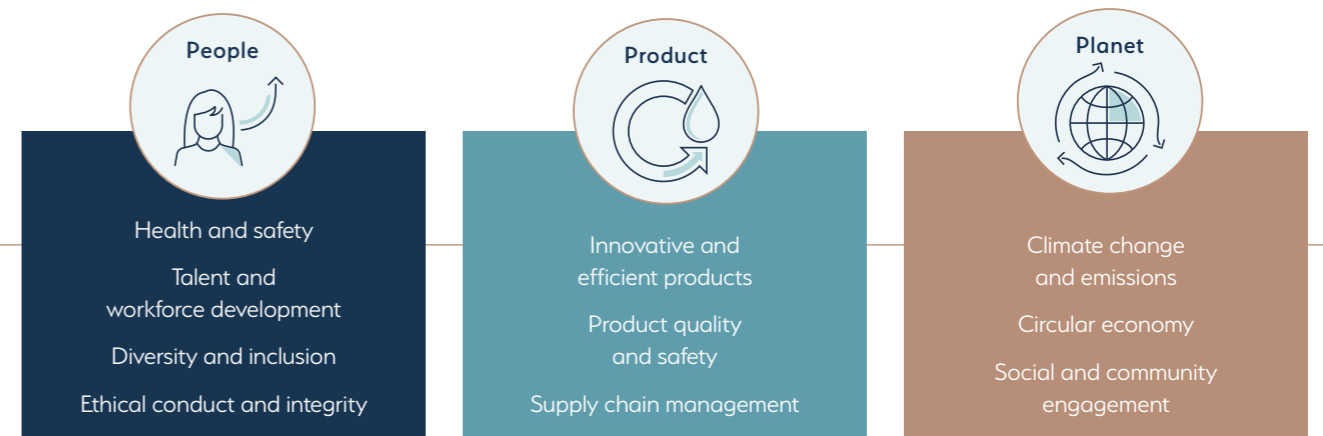 People
Health and safety
Talent and
workforce development
Diversity and inclusion
Ethical conduct and integrity
Product
Innovative and
efficient products
Product quality
and safety
Supply chain management
Planet
Climate change
and emissions
Circular economy
Social and community
engagement